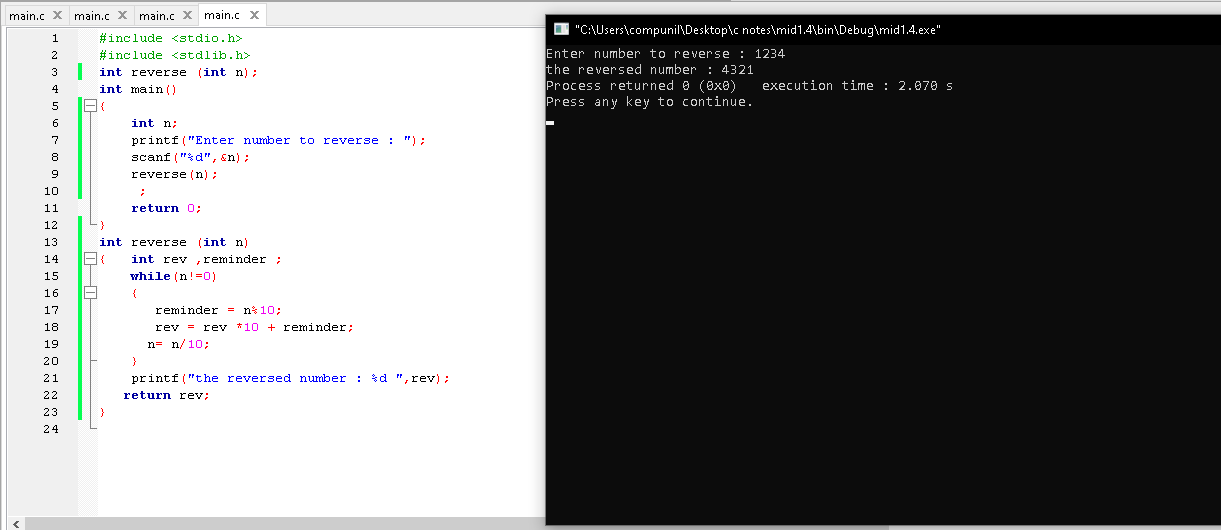 main.c X main.c X main.c X main.c X
1 #include <stdio.h>
2 #include <stdlib.h>
3 int reverse (int n);
4 int main()
5 {
6 int n;
7 printf("Enter number to reverse : ");
8 scanf("%d",&n);
9 reverse(n);
10 ;
11 return 0;
12 }
13 int reverse (int n)
14 { int rev ,reminder ;
15 while(n!=0)
16 {
17 reminder = n%10;
18 rev = rev *10 + reminder;
19 n= n/10;
20 }
21 printf("the reversed number : %d ",rev);
22 return rev;
23 }
24
"C:\Users\compunil\Desktop\c notes\mid1.4\bin\Debug\mid1.4.exe"
Enter number to reverse : 1234
the reversed number : 4321
Process returned 0 (0x0) execution time : 2.070 s
Press any key to continue.